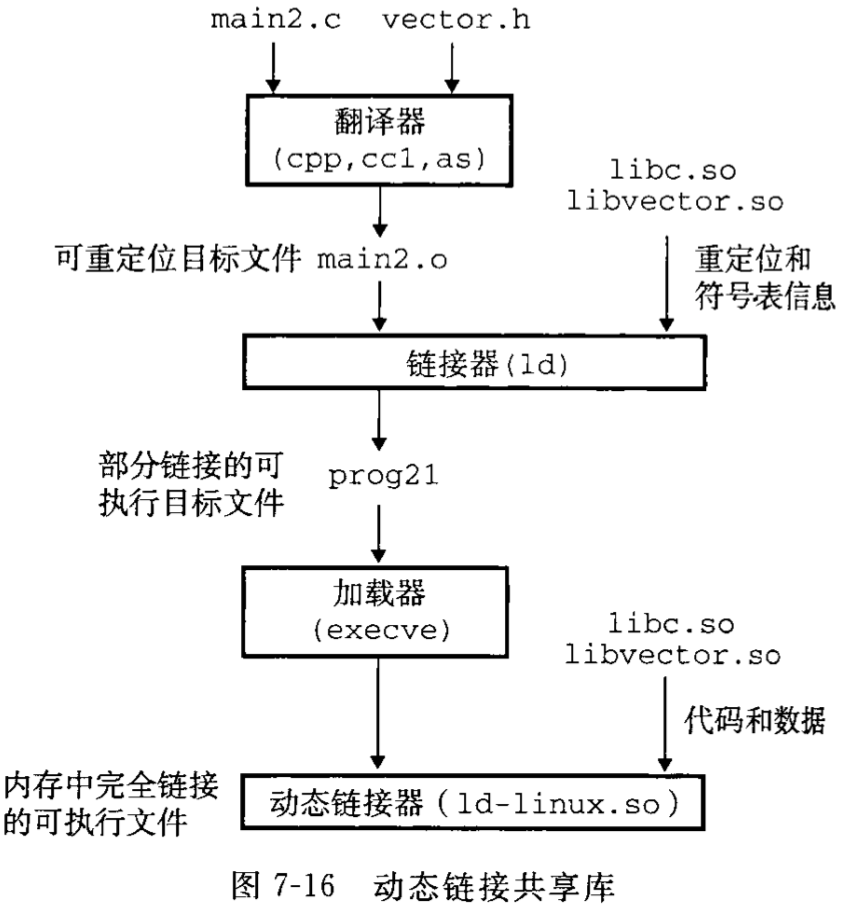 main2.c vector.h
翻译器
(cpp,cc1,as)
libc.so
libvector.so
可重定位目标文件 main2.o
重定位和
符号表信息
链接器(ld)
部分链接的可
执行目标文件
prog21
加载器
(execve)
libc.so
libvector.so
代码和数据
内存中完全链接
的可执行文件
动态链接器(ld-linux.so)
图 7-16 动态链接共享库